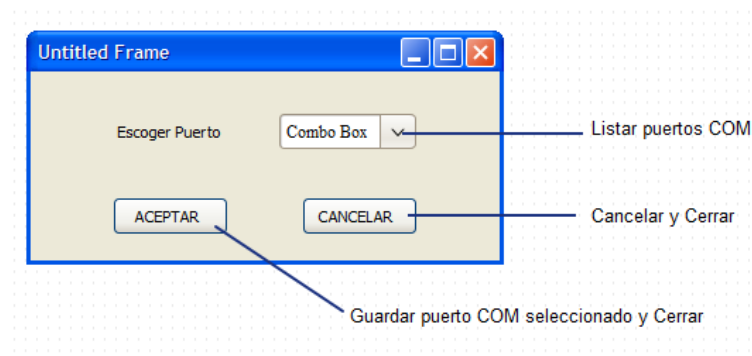 Untitled Frame
Escoger Puerto
Combo Box
Listar puertos COM
ACEPTAR
CANCELAR
Cancelar y Cerrar
Guardar puerto COM seleccionado y Cerrar